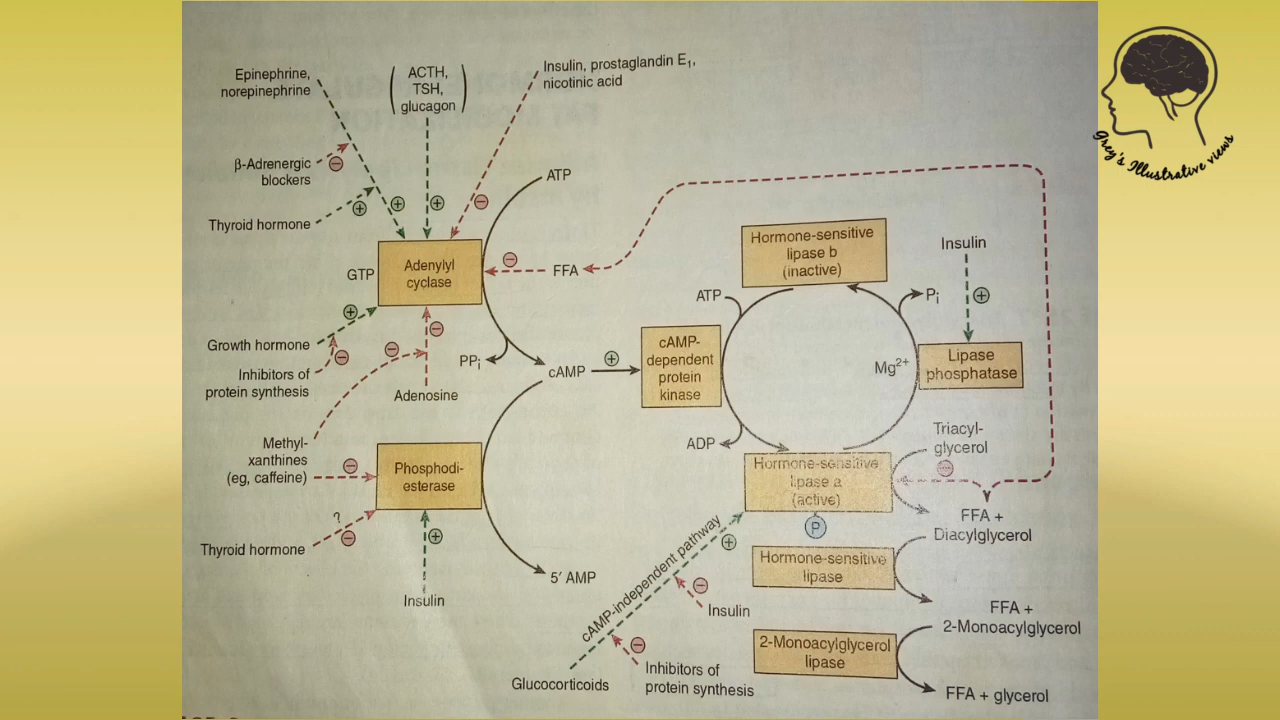 Epinephrine,
norepinephrine
( ACTH,
TSH,
glucagon )
Insulin, prostaglandin E₁,
nicotinic acid
β-Adrenergic
blockers
Thyroid hormone
ATP
GTP
Adenylyl
cyclase
FFA
Growth hormone
Inhibitors of
protein synthesis
Adenosine
PPi
cAMP
Methyl-
xanthines
(eg, caffeine)
Phosphodi-
esterase
?
Thyroid hormone
Insulin
5′ AMP
Hormone-sensitive
lipase b
(inactive)
Insulin
ATP
Pi
cAMP-
dependent
protein
kinase
Mg²⁺
Lipase
phosphatase
ADP
Triacyl-
glycerol
Hormone-sensitive
lipase a
(active)
P
FFA +
Diacylglycerol
cAMP-independent pathway
Hormone-sensitive
lipase
Insulin
FFA +
2-Monoacylglycerol
2-Monoacylglycerol
lipase
Glucocorticoids
Inhibitors of
protein synthesis
FFA + glycerol
Grey's Illustrative views